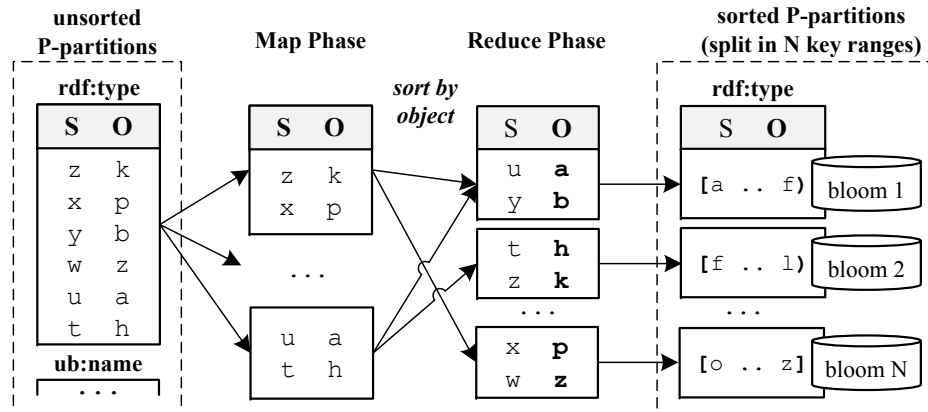 unsorted
P-partitions
rdf:type
S O
z k
x p
y b
w z
u a
t h
ub:name
...
Map Phase
S O
z k
x p
...
u a
t h
sort by
object
Reduce Phase
S O
u a
y b
t h
z k
...
x p
w z
sorted P-partitions
(split in N key ranges)
rdf:type
S O
[a .. f)
bloom 1
[f .. l)
bloom 2
...
[o .. z]
bloom N